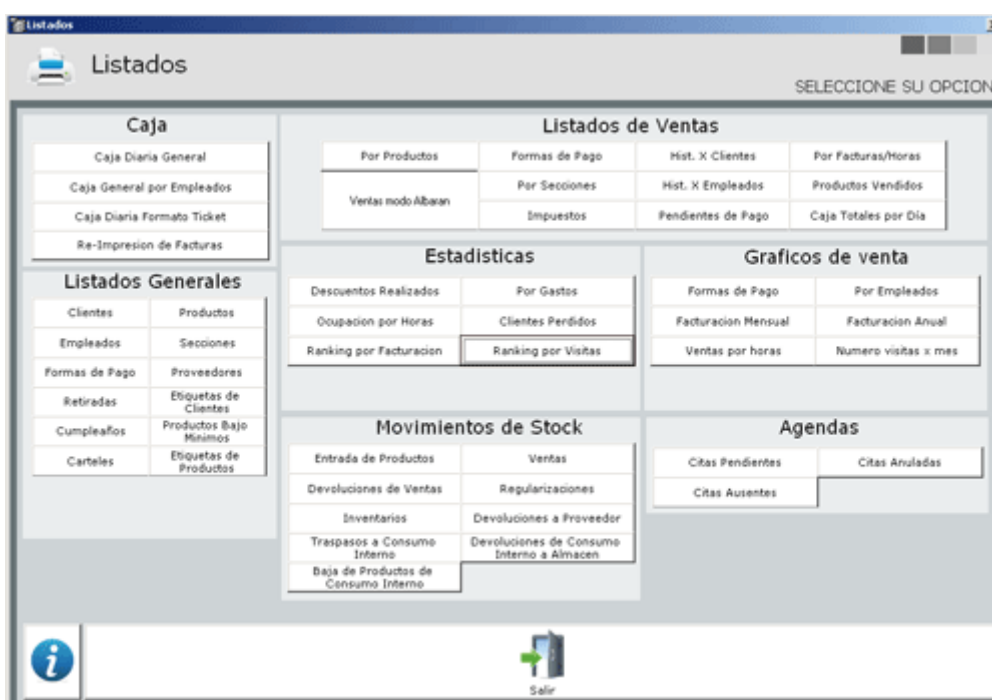 Listados
Listados
SELECCIONE SU OPCION
Caja
Caja Diaria General
Caja General por Empleados
Caja Diaria Formato Ticket
Re-Impresion de Facturas
Listados de Ventas
Por Productos
Formas de Pago
Hist. X Clientes
Por Facturas/Horas
Ventas modo Albaran
Por Secciones
Hist. X Empleados
Productos Vendidos
Impuestos
Pendientes de Pago
Caja Totales por Día
Listados Generales
Clientes
Productos
Empleados
Secciones
Formas de Pago
Proveedores
Retiradas
Etiquetas de
Clientes
Cumpleaños
Productos Bajo
Minimos
Carteles
Etiquetas de
Productos
Estadisticas
Descuentos Realizados
Por Gastos
Ocupacion por Horas
Clientes Perdidos
Ranking por Facturacion
Ranking por Visitas
Graficos de venta
Formas de Pago
Por Empleados
Facturacion Mensual
Facturacion Anual
Ventas por horas
Numero visitas x mes
Movimientos de Stock
Entrada de Productos
Ventas
Devoluciones de Ventas
Regularizaciones
Inventarios
Devoluciones a Proveedor
Traspasos a Consumo
Interno
Devoluciones de Consumo
Interno a Almacen
Baja de Productos de
Consumo Interno
Agendas
Citas Pendientes
Citas Anuladas
Citas Ausentes
Salir